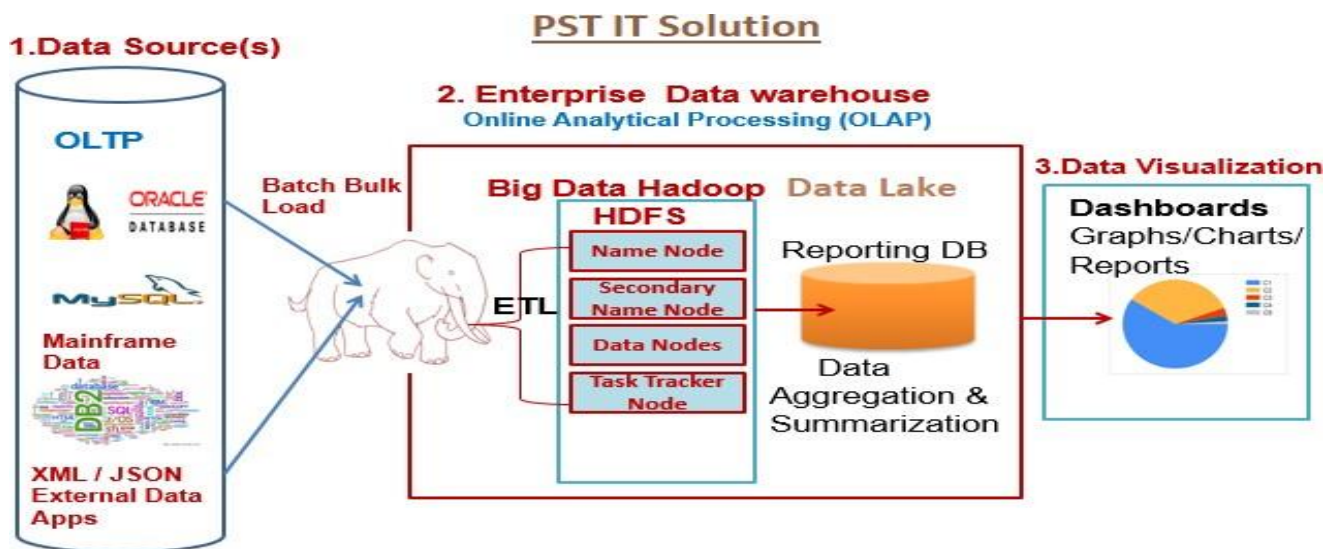 PST IT Solution
1.Data Source(s)
OLTP
ORACLE
DATABASE
MySQL
Mainframe
Data
database
DB2
SQL
XML / JSON
External Data
Apps
Batch Bulk
Load
2. Enterprise Data warehouse
Online Analytical Processing (OLAP)
Big Data Hadoop
Data Lake
HDFS
ETL
Name Node
Secondary
Name Node
Data Nodes
Task Tracker
Node
Reporting DB
Data
Aggregation &
Summarization
3.Data Visualization
Dashboards
Graphs/Charts/
Reports